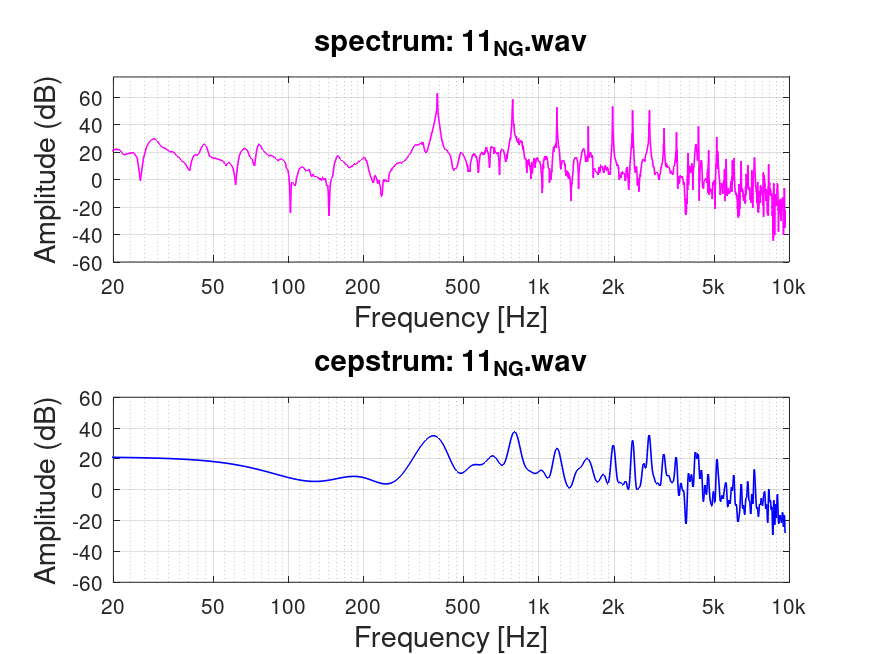 spectrum: 11NG.wav
Amplitude (dB)
60
40
20
0
-20
-40
-60
20 50 100 200 500 1k 2k 5k 10k
Frequency [Hz]
cepstrum: 11NG.wav
Amplitude (dB)
60
40
20
0
-20
-40
-60
20 50 100 200 500 1k 2k 5k 10k
Frequency [Hz]